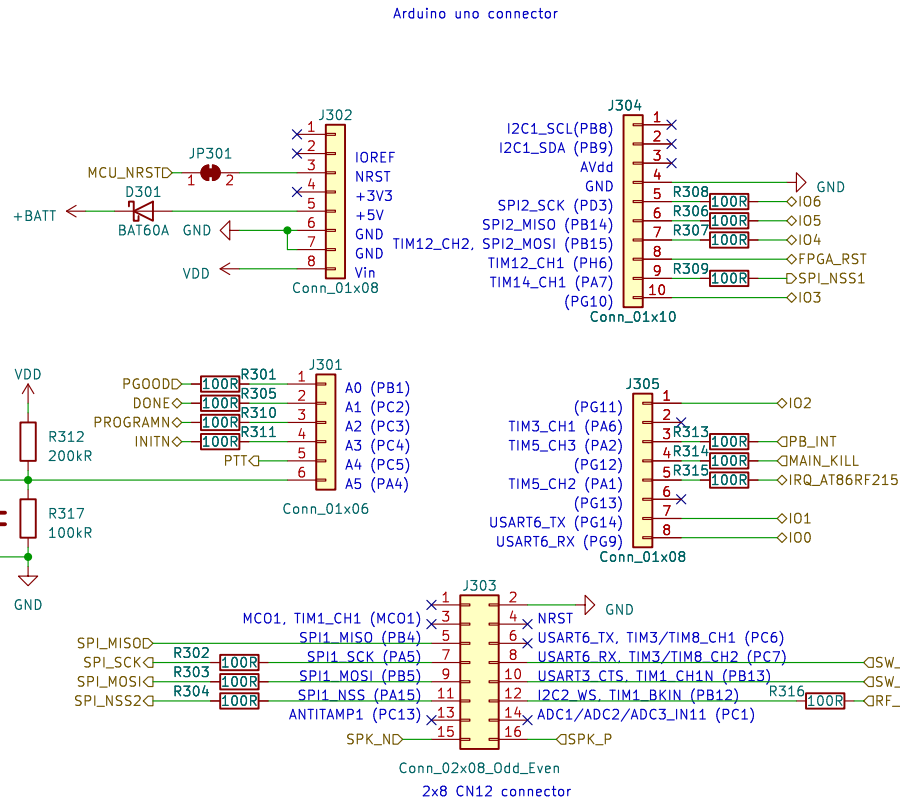 Arduino uno connector
J302
1
2
3
4
5
6
7
8
IOREF
NRST
+3V3
+5V
GND
GND
Vin
Conn_01x08
MCU_NRST
JP301
1 2
D301
+BATT
BAT60A
GND
VDD
J304
I2C1_SCL(PB8) 1
I2C1_SDA (PB9) 2
AVdd 3
GND 4 GND
SPI2_SCK (PD3) 5 R308 100R IO6
SPI2_MISO (PB14) 6 R306 100R IO5
TIM12_CH2, SPI2_MOSI (PB15) 7 R307 100R IO4
TIM12_CH1 (PH6) 8 FPGA_RST
TIM14_CH1 (PA7) 9 R309 100R SPI_NSS1
(PG10) 10 IO3
Conn_01x10
VDD
R312
200kR
R317
100kR
GND
J301
PGOOD 100R R301 1 A0 (PB1)
DONE 100R R305 2 A1 (PC2)
PROGRAMN 100R R310 3 A2 (PC3)
INITN 100R R311 4 A3 (PC4)
PTT 5 A4 (PC5)
6 A5 (PA4)
Conn_01x06
J305
(PG11) 1 IO2
TIM3_CH1 (PA6) 2
TIM5_CH3 (PA2) 3 R313 100R PB_INT
(PG12) 4 R314 100R MAIN_KILL
TIM5_CH2 (PA1) 5 R315 100R IRQ_AT86RF215
(PG13) 6
USART6_TX (PG14) 7 IO1
USART6_RX (PG9) 8 IO0
Conn_01x08
J303
1 2 GND
MCO1, TIM1_CH1 (MCO1) 3 4 NRST
SPI_MISO SPI1_MISO (PB4) 5 6 USART6_TX, TIM3/TIM8_CH1 (PC6)
SPI_SCK R302 100R SPI1_SCK (PA5) 7 8 USART6_RX, TIM3/TIM8_CH2 (PC7) SW_
SPI_MOSI R303 100R SPI1_MOSI (PB5) 9 10 USART3_CTS, TIM1_CH1N (PB13) SW_
SPI_NSS2 R304 100R SPI1_NSS (PA15) 11 12 I2C2_WS, TIM1_BKIN (PB12) R316 100R RF_
ANTITAMP1 (PC13) 13 14 ADC1/ADC2/ADC3_IN11 (PC1)
SPK_N 15 16 SPK_P
Conn_02x08_Odd_Even
2x8 CN12 connector